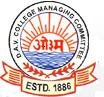 D.A.V. COLLEGE MANAGING COMMITTEE
ओ३म्
ESTD. 1886